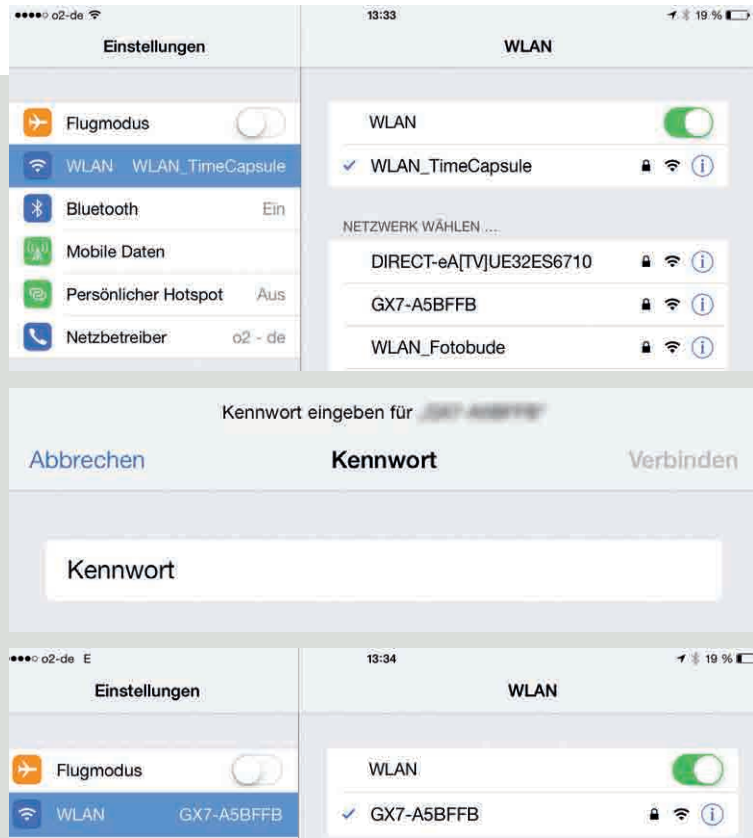 o2-de 13:33 19 %
Einstellungen WLAN
Flugmodus WLAN
WLAN WLAN_TimeCapsule WLAN_TimeCapsule
Bluetooth Ein NETZWERK WÄHLEN ...
Mobile Daten DIRECT-eA[TV]UE32ES6710
Persönlicher Hotspot Aus GX7-A5BFFB
Netzbetreiber o2 - de WLAN_Fotobude
Kennwort eingeben für
Abbrechen Kennwort Verbinden
Kennwort
o2-de E 13:34 19 %
Einstellungen WLAN
Flugmodus WLAN
WLAN GX7-A5BFFB GX7-A5BFFB